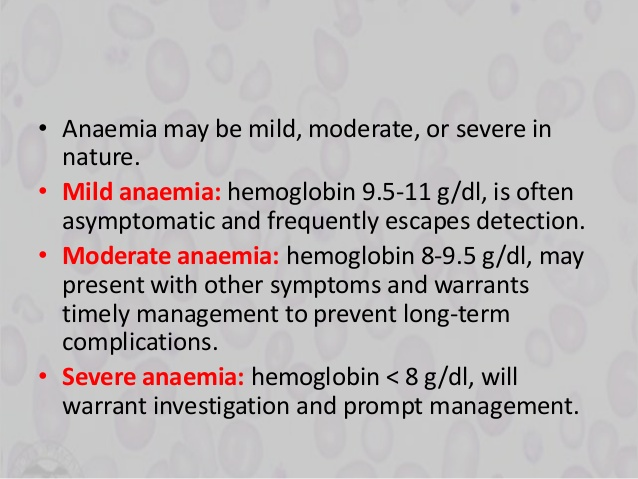 • Anaemia may be mild, moderate, or severe in
nature.
• Mild anaemia: hemoglobin 9.5-11 g/dl, is often
asymptomatic and frequently escapes detection.
• Moderate anaemia: hemoglobin 8-9.5 g/dl, may
present with other symptoms and warrants
timely management to prevent long-term
complications.
• Severe anaemia: hemoglobin < 8 g/dl, will
warrant investigation and prompt management.